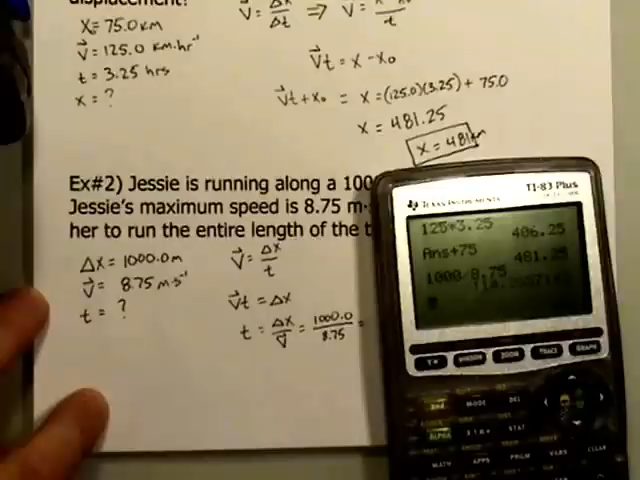 displacement?
X₀= 75.0 km
V⃗ = 125.0 km·hr⁻¹
t = 3.25 hrs
x = ?
V⃗ = Δx/Δt ⇒ V⃗ =
V⃗t = x - x₀
V⃗t + x₀ = x = (125.0)(3.25) + 75.0
x = 481.25
x = 481
Ex#2) Jessie is running along a 100
Jessie's maximum speed is 8.75 m·
her to run the entire length of the t
Δx = 1000.0m
V⃗ = 8.75 m·s⁻¹
t = ?
V⃗ = Δx/t
V⃗t = Δx
t = Δx/V⃗ = 1000.0/8.75 =
TEXAS INSTRUMENTS
TI-83 Plus
125*3.25
406.25
Ans+75
481.25
1000/8.75
Y=
WINDOW
ZOOM
TRACE
GRAPH
2nd
MODE
DEL
ALPHA
STAT
MATH
APPS
PRGM
VARS
CLEAR